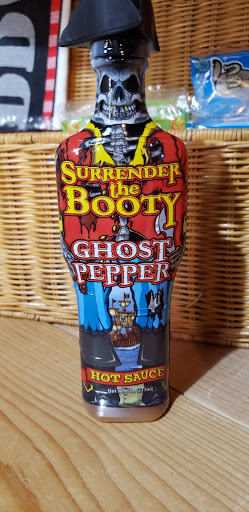 SURRENDER
the
BOOTY
GHOST
PEPPER
HOT SAUCE